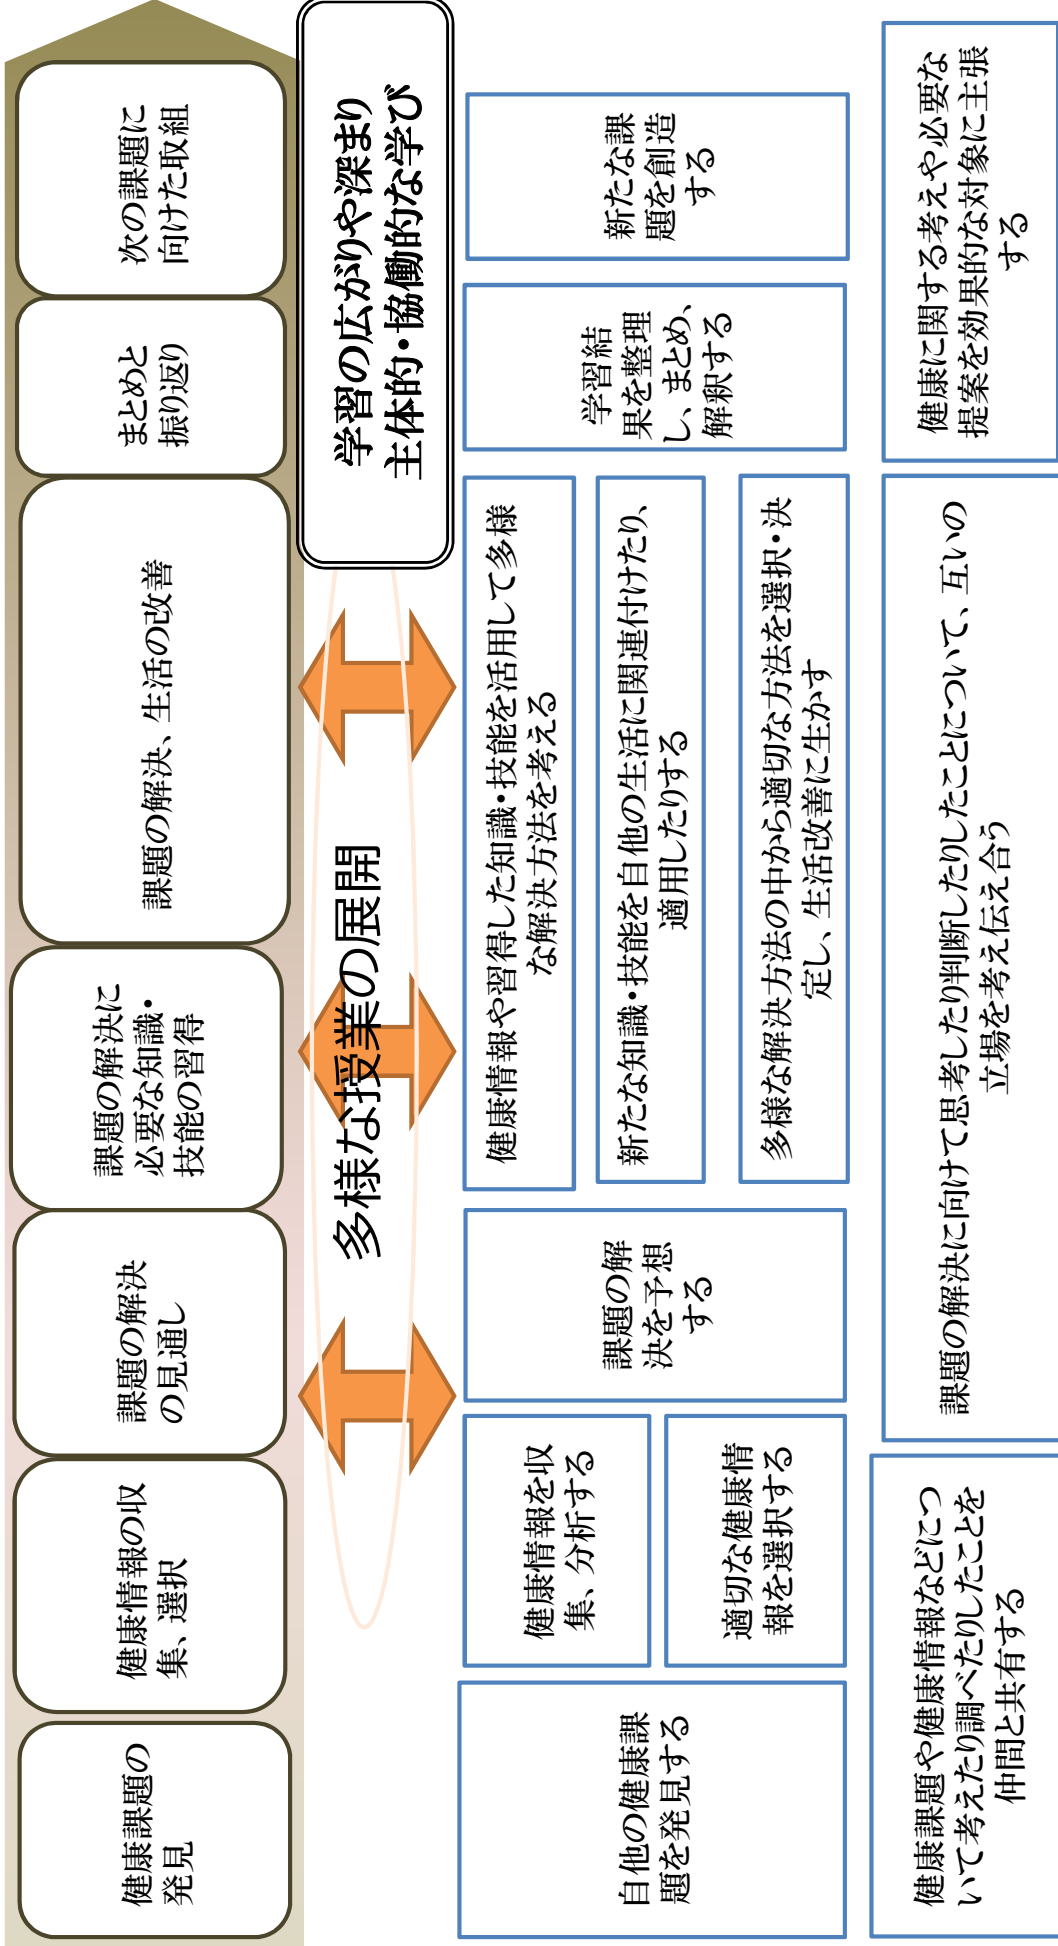 健康課題の
発見
健康情報の収
集、選択
課題の解決
の見通し
課題の解決に
必要な知識・
技能の習得
課題の解決、生活の改善
まとめと
振り返り
次の課題に
向けた取組
多様な授業の展開
学習の広がりや深まり
主体的・協働的な学び
自他の健康課
題を発見する
健康情報を収
集、分析する
適切な健康情
報を選択する
課題の解
決を予想
する
健康情報や習得した知識・技能を活用して多様
な解決方法を考える
新たな知識・技能を自他の生活に関連付けたり、
適用したりする
多様な解決方法の中から適切な方法を選択・決
定し、生活改善に生かす
学習結
果を整理
し、まとめ、
解釈する
新たな課
題を創造
する
健康課題や健康情報などにつ
いて考えたり調べたりしたことを
仲間と共有する
課題の解決に向けて思考したり判断したりしたことについて、互いの
立場を考え伝え合う
健康に関する考えや必要な
提案を効果的な対象に主張
する